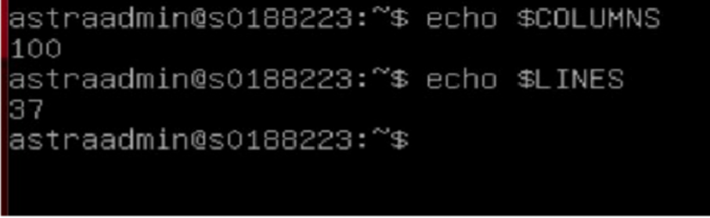 astraadmin@s0188223:~$ echo $COLUMNS
100
astraadmin@s0188223:~$ echo $LINES
37
astraadmin@s0188223:~$